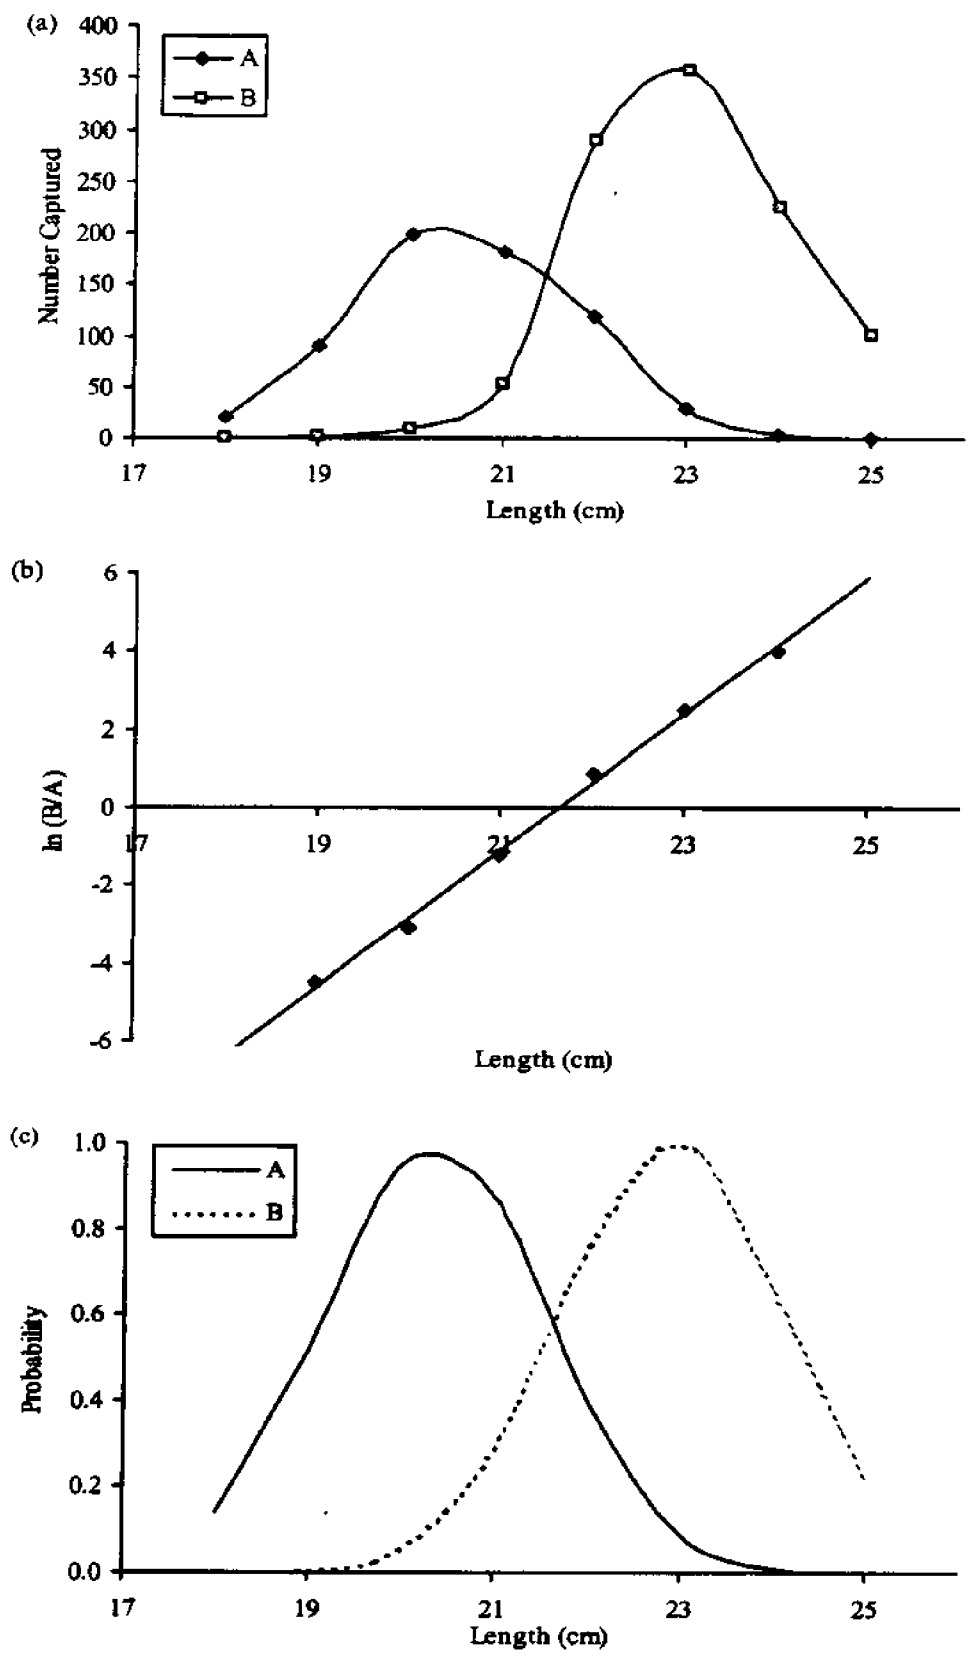 (a)
400
350
300
250
200
150
100
50
0
A
B
Number Captured
17 19 21 23 25
Length (cm)
(b)
6
4
2
0
-2
-4
-6
ln (B/A)
17 19 21 23 25
Length (cm)
(c)
1.0
0.8
0.6
0.4
0.2
0.0
A
B
Probability
17 19 21 23 25
Length (cm)